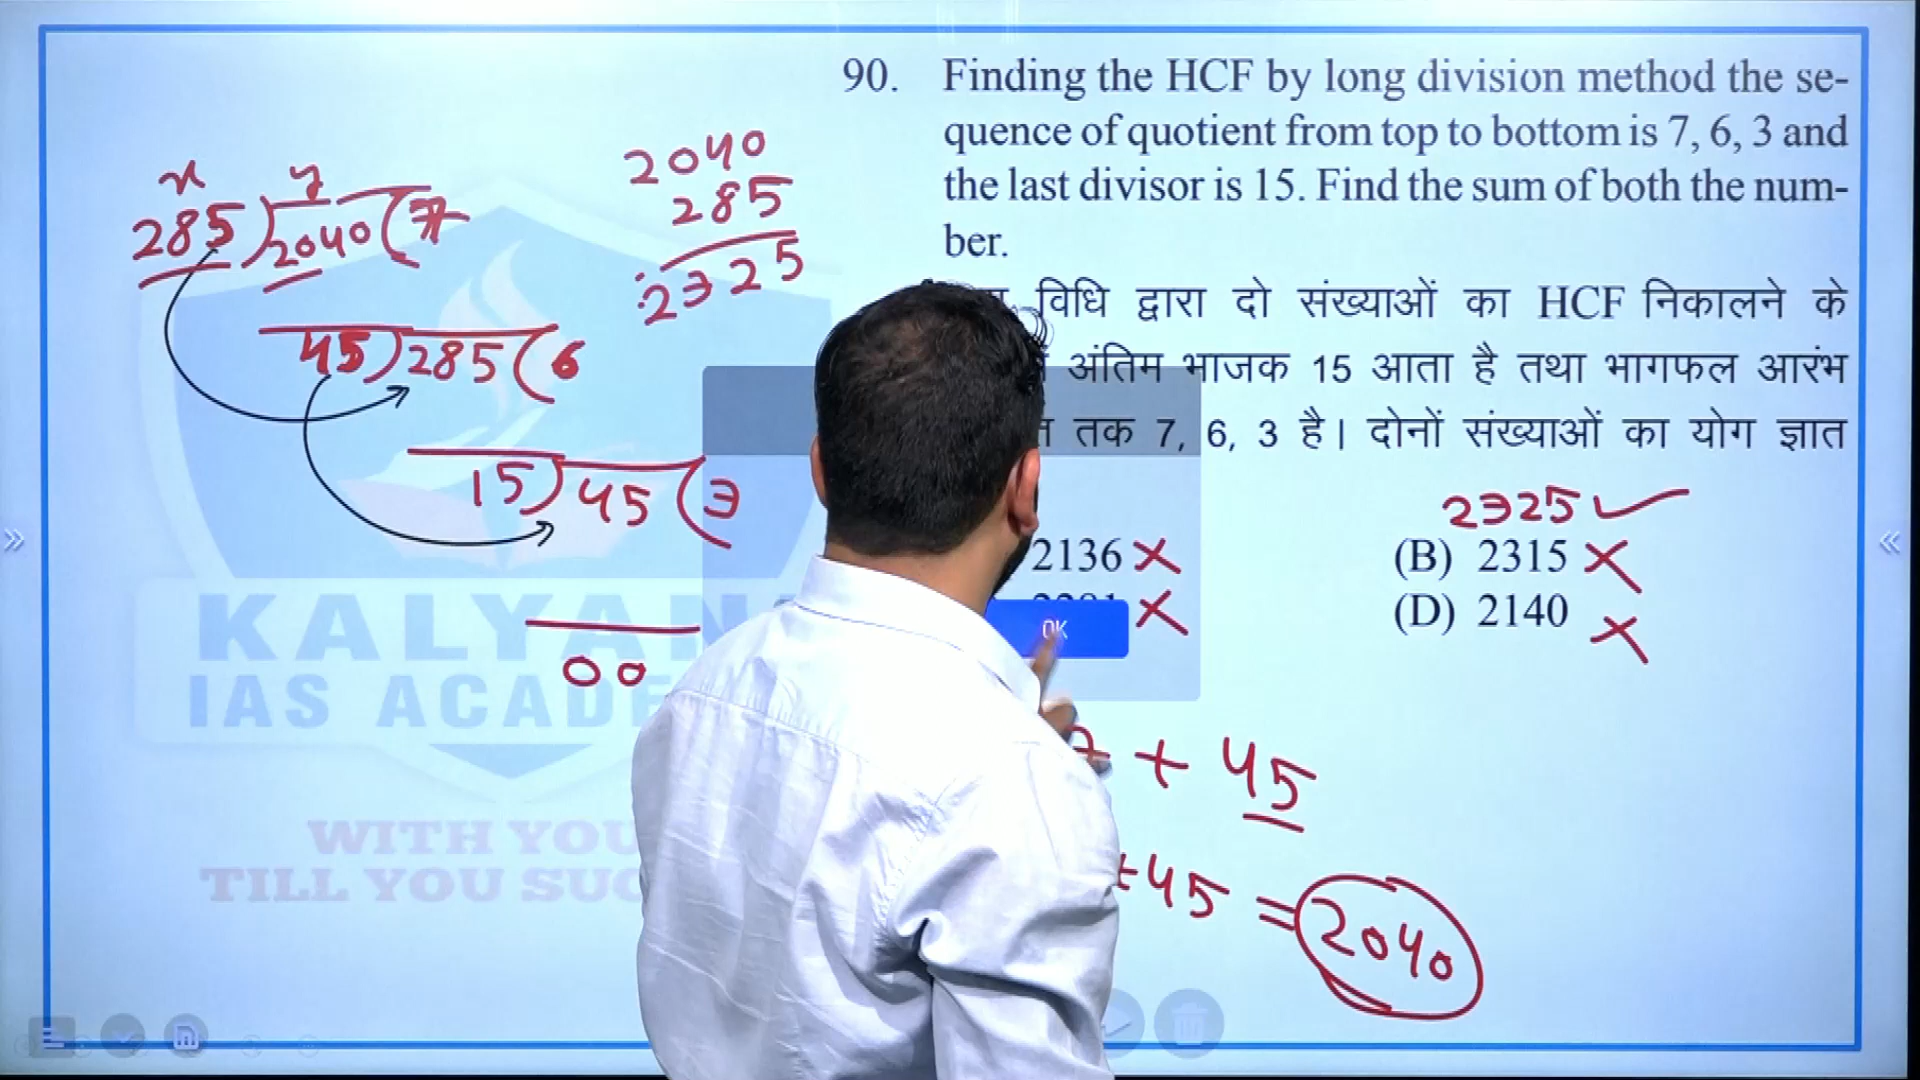 90. Finding the HCF by long division method the se-
quence of quotient from top to bottom is 7, 6, 3 and
the last divisor is 15. Find the sum of both the num-
ber.
विधि द्वारा दो संख्याओं का HCF निकालने के
अंतिम भाजक 15 आता है तथा भागफल आरंभ
तक 7, 6, 3 है। दोनों संख्याओं का योग ज्ञात
2325 ✓
2136 × (B) 2315 ×
× (D) 2140 ×
OK
x y
285)2040(7
45)285(6
15)45(3
00
2040
285
2325
+ 45
+45 = 2040
KALYAN
IAS ACADE
WITH YOU
TILL YOU SUC